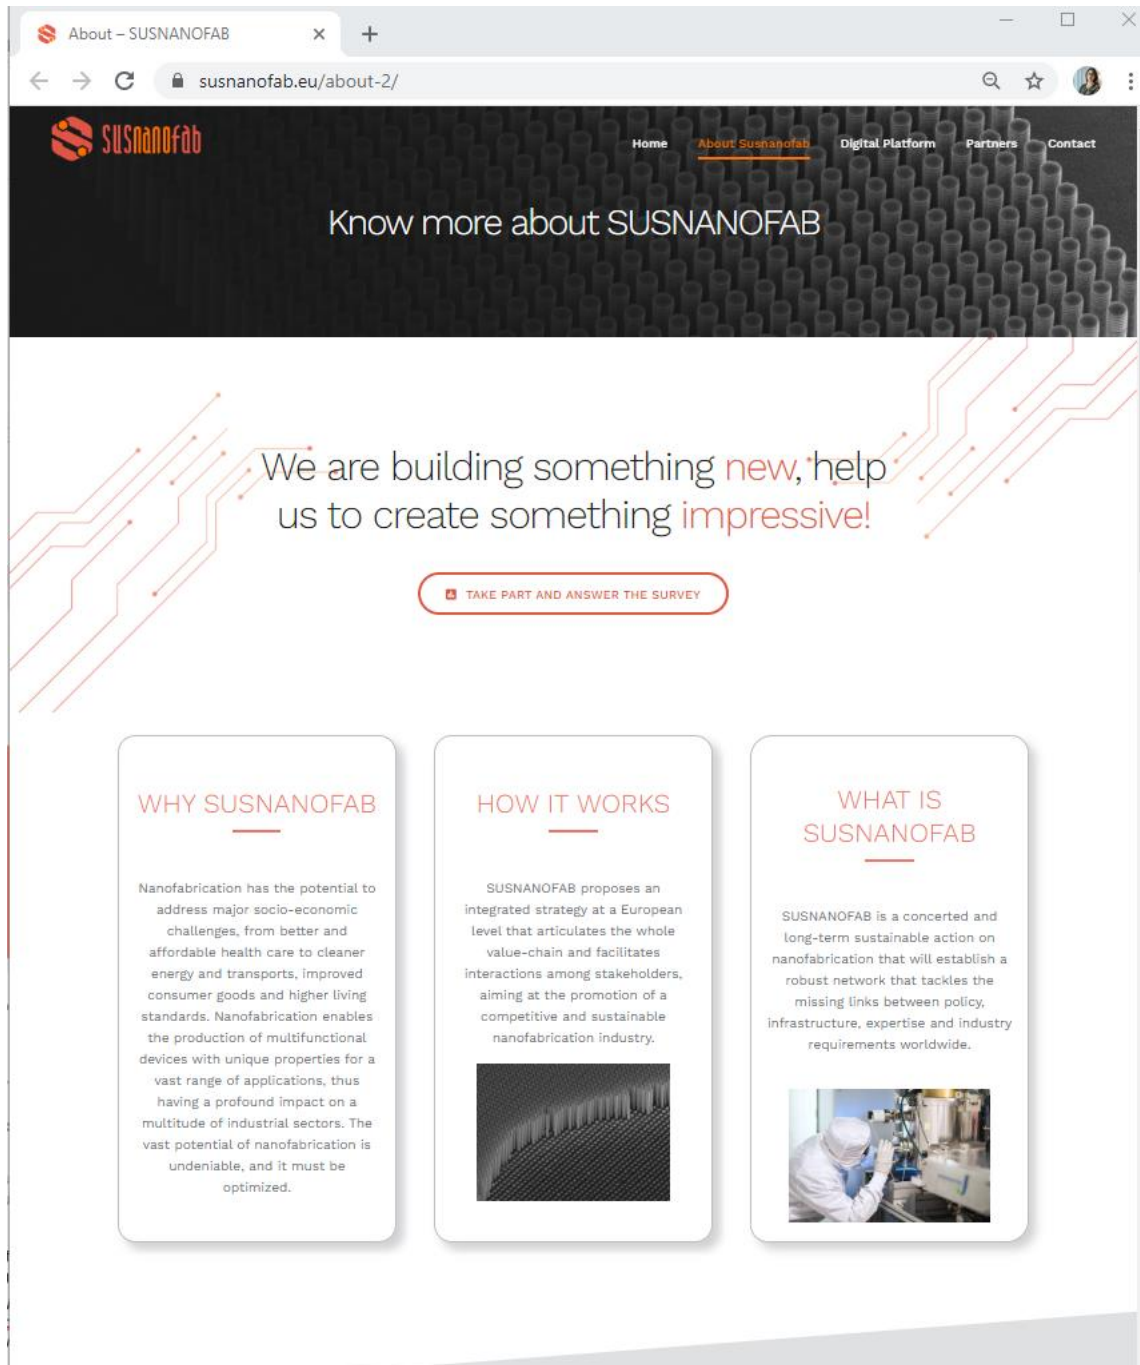 About – SUSNANOFAB
susnanofab.eu/about-2/
susnanofab
Home About Susnanofab Digital Platform Partners Contact
Know more about SUSNANOFAB
We are building something new, help
us to create something impressive!
TAKE PART AND ANSWER THE SURVEY
WHY SUSNANOFAB
Nanofabrication has the potential to
address major socio-economic
challenges, from better and
affordable health care to cleaner
energy and transports, improved
consumer goods and higher living
standards. Nanofabrication enables
the production of multifunctional
devices with unique properties for a
vast range of applications, thus
having a profound impact on a
multitude of industrial sectors. The
vast potential of nanofabrication is
undeniable, and it must be
optimized.
HOW IT WORKS
SUSNANOFAB proposes an
integrated strategy at a European
level that articulates the whole
value-chain and facilitates
interactions among stakeholders,
aiming at the promotion of a
competitive and sustainable
nanofabrication industry.
WHAT IS
SUSNANOFAB
SUSNANOFAB is a concerted and
long-term sustainable action on
nanofabrication that will establish a
robust network that tackles the
missing links between policy,
infrastructure, expertise and industry
requirements worldwide.